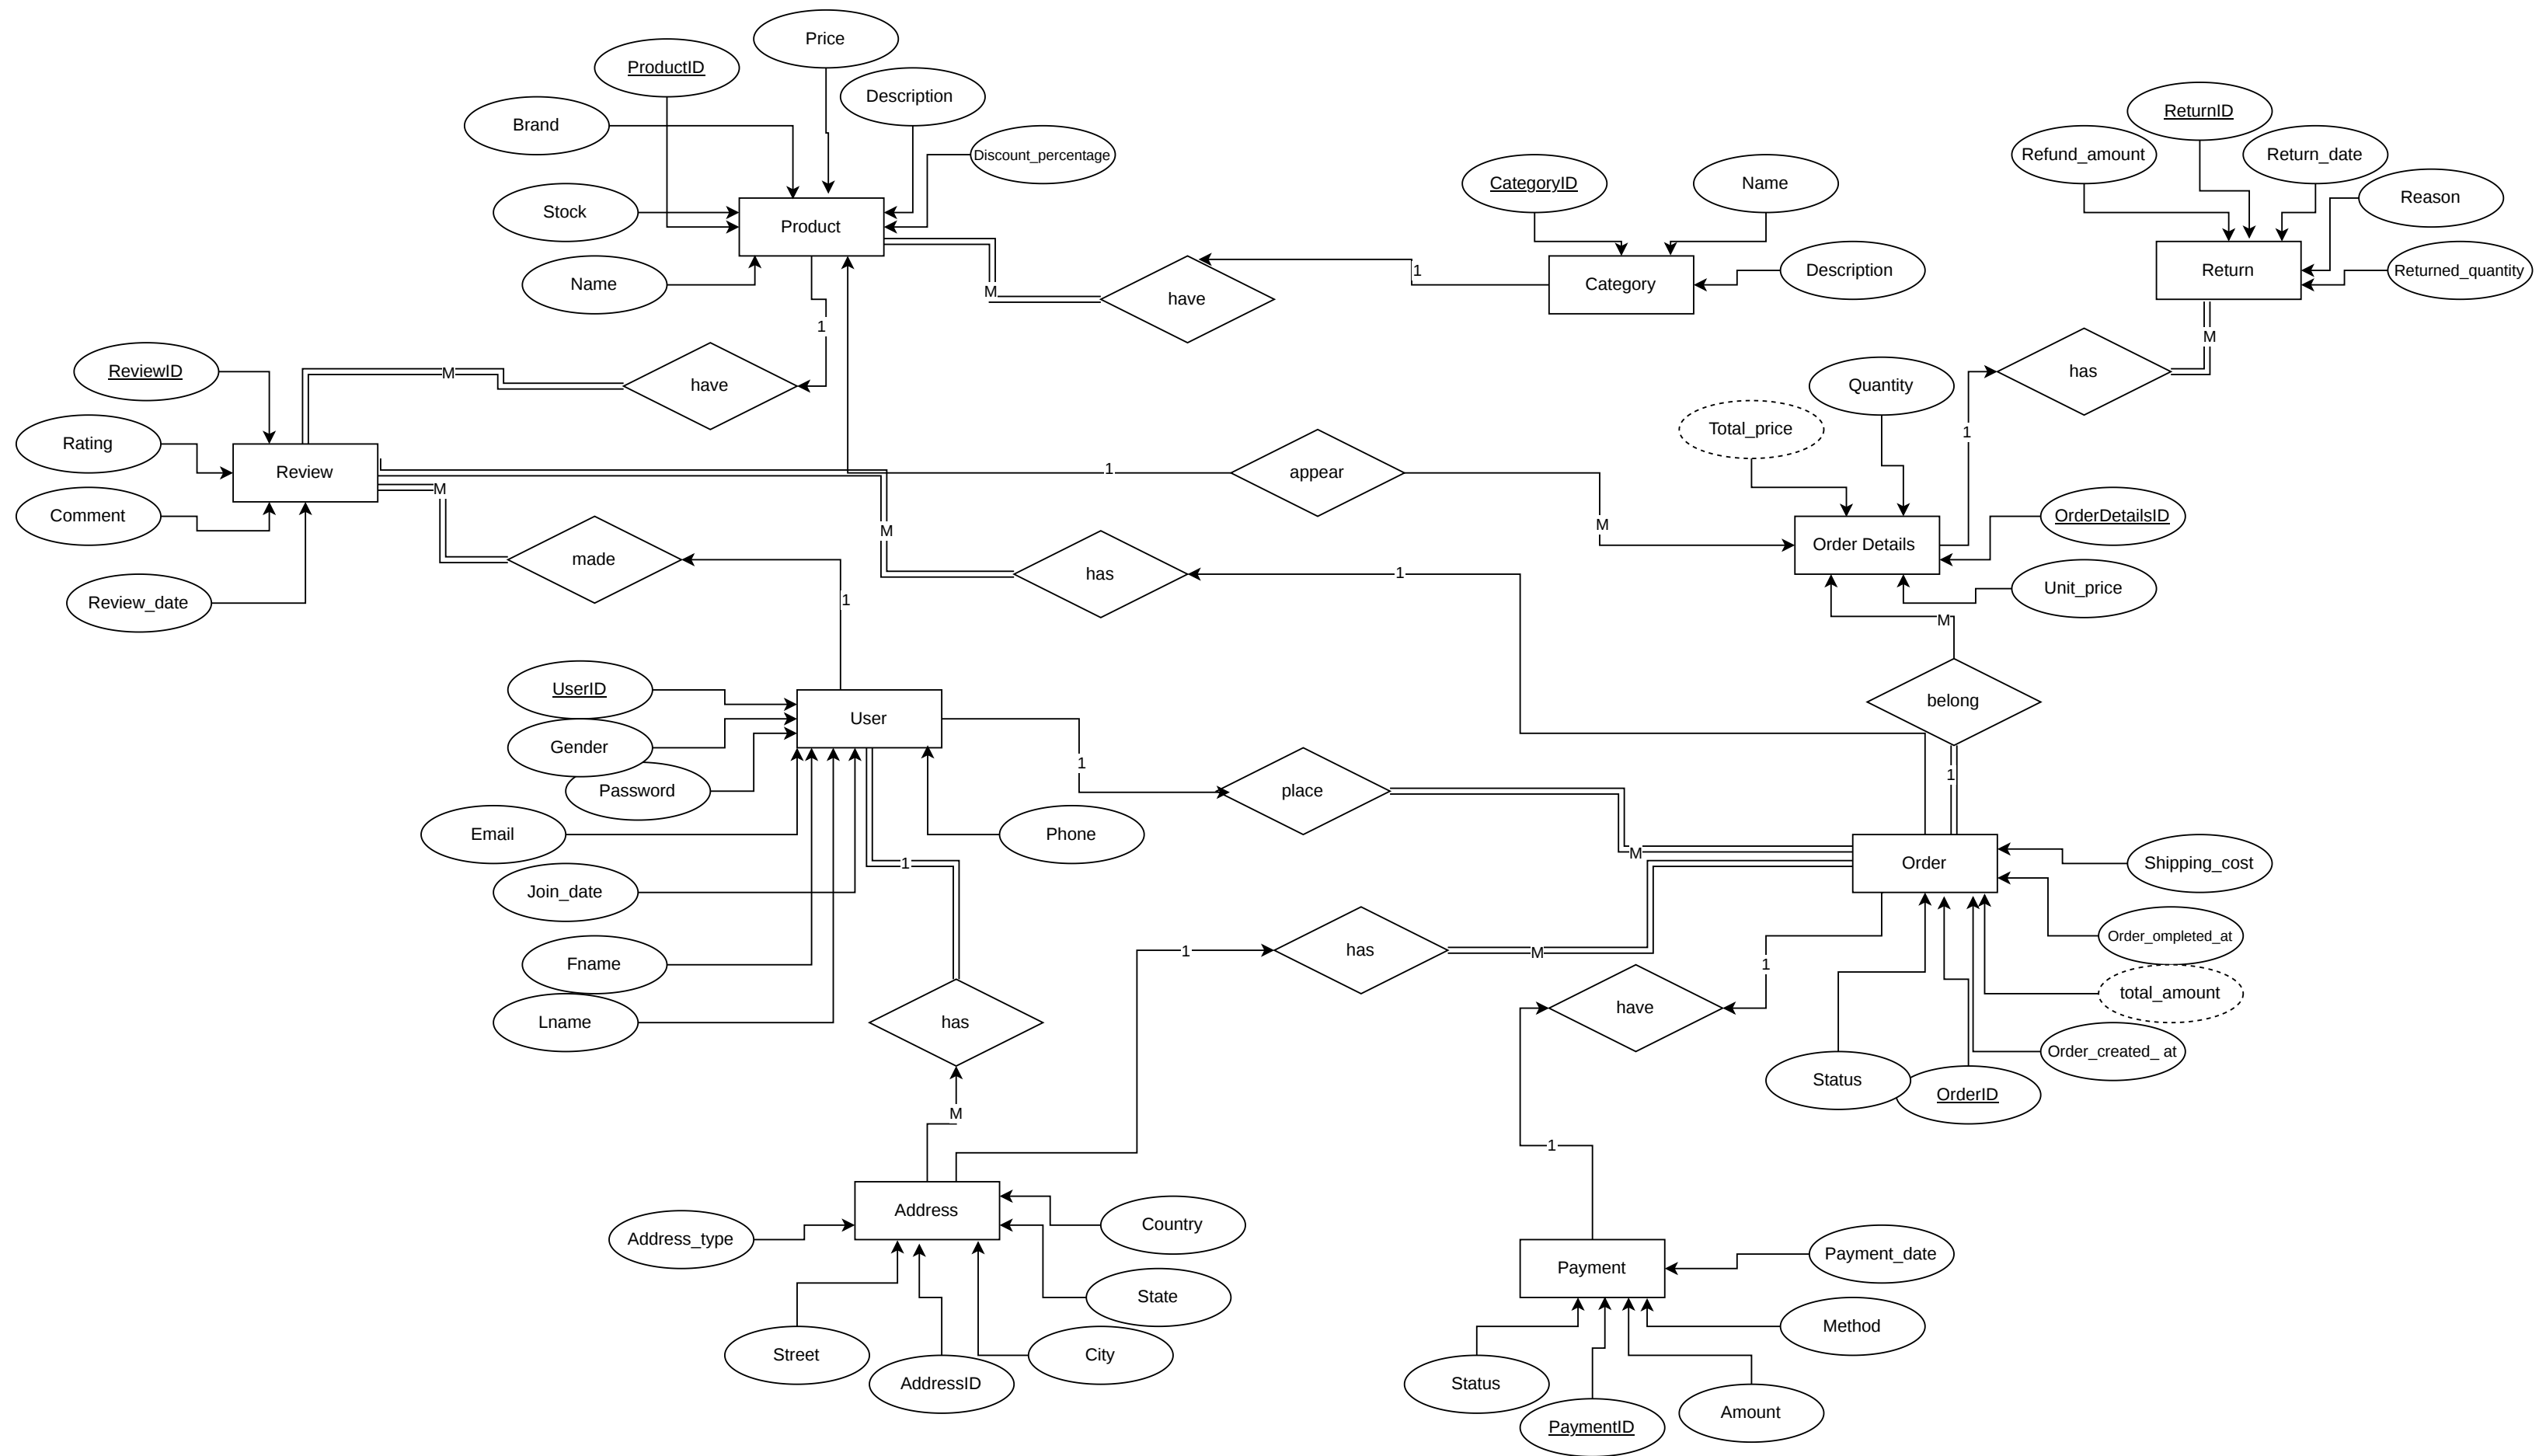 Price
ProductID
Description
Brand
Discount_percentage
Stock
Product
Name
M
have
1
1
have
M
CategoryID
Name
Category
Description
ReturnID
Refund_amount
Return_date
Reason
Return
Returned_quantity
M
has
1
Quantity
Total_price
Order Details
OrderDetailsID
Unit_price
M
ReviewID
Rating
Review
Comment
Review_date
M
made
1
1
appear
M
M
has
1
belong
1
UserID
User
Gender
Password
Email
Phone
Join_date
Fname
Lname
1
place
M
1
has
M
1
has
M
Order
Shipping_cost
Order_ompleted_at
total_amount
Order_created_ at
Status
OrderID
1
have
1
Address
Address_type
Country
State
Street
City
AddressID
Payment
Payment_date
Method
Status
Amount
PaymentID